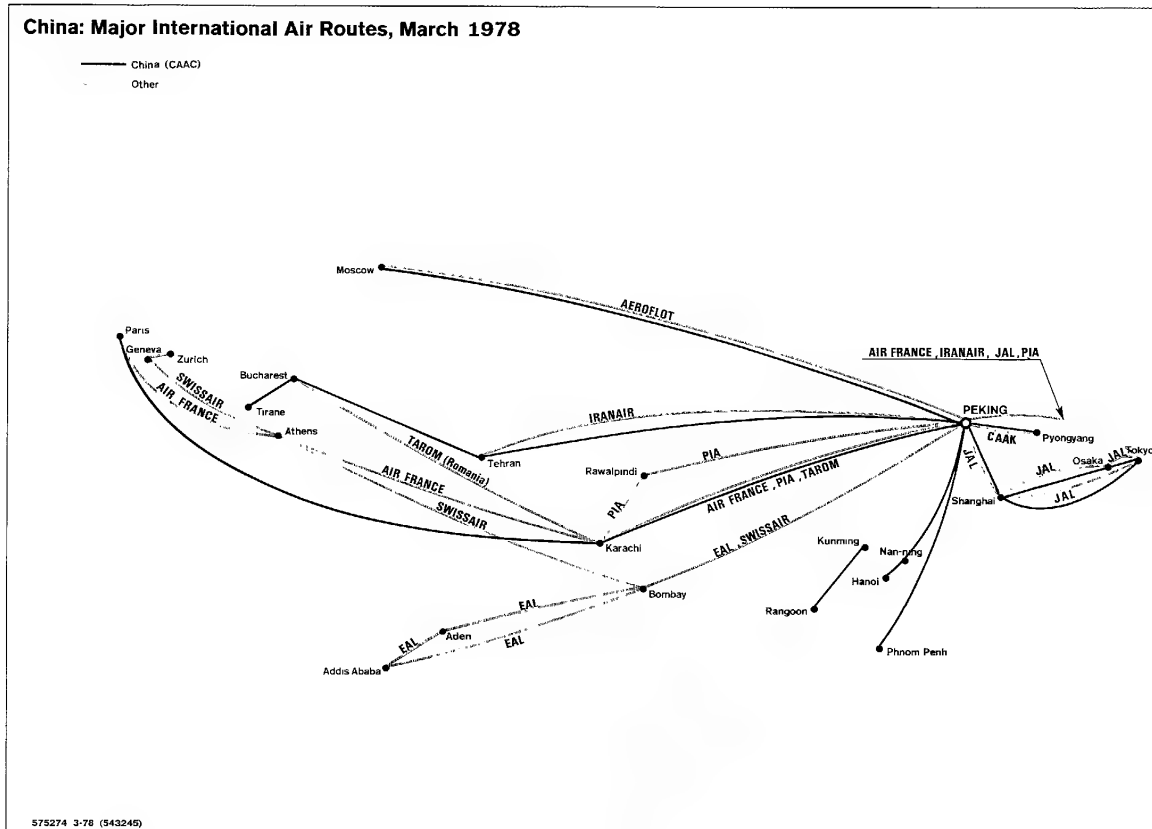 China: Major International Air Routes, March 1978
China (CAAC)
Other
Moscow
AEROFLOT
Paris
Geneva
Zurich
SWISSAIR
AIR FRANCE
Bucharest
Tirane
Athens
AIR FRANCE, IRANAIR, JAL, PIA
IRANAIR
PEKING
CAAK
Pyongyang
TAROM (Romania)
Tehran
PIA
Rawalpindi
JAL
JAL
Osaka
JAL
Tokyo
AIR FRANCE
AIR FRANCE, PIA, TAROM
Shanghai
JAL
SWISSAIR
PIA
Karachi
EAL, SWISSAIR
Kunming
Nan-ning
Hanoi
Bombay
Rangoon
EAL
Aden
EAL
EAL
Addis Ababa
Phnom Penh
575274 3-78 (543245)